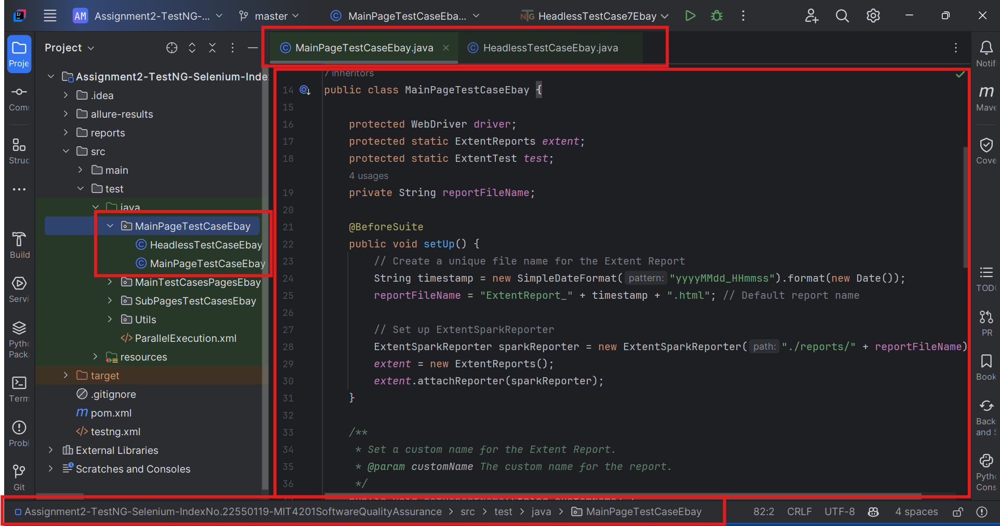 AM Assignment2-TestNG-... master MainPageTestCaseEba... HeadlessTestCase7Ebay
Project
MainPageTestCaseEbay.java HeadlessTestCaseEbay.java
Proje
Comm
Struc
Build
Servi
Pytho
Packa
Term
Probl
Git
Assignment2-TestNG-Selenium-Inde
.idea
allure-results
reports
src
main
test
java
MainPageTestCaseEbay
HeadlessTestCaseEbay
MainPageTestCaseEbay
MainTestCasesPagesEbay
SubPagesTestCasesEbay
Utils
ParallelExecution.xml
resources
target
.gitignore
pom.xml
testng.xml
External Libraries
Scratches and Consoles
7 inheritors
14 public class MainPageTestCaseEbay {
15
16 protected WebDriver driver;
17 protected static ExtentReports extent;
18 protected static ExtentTest test;
4 usages
19 private String reportFileName;
20
21 @BeforeSuite
22 public void setUp() {
23 // Create a unique file name for the Extent Report
24 String timestamp = new SimpleDateFormat( pattern: "yyyyMMdd_HHmmss").format(new Date());
25 reportFileName = "ExtentReport_" + timestamp + ".html"; // Default report name
26
27 // Set up ExtentSparkReporter
28 ExtentSparkReporter sparkReporter = new ExtentSparkReporter( path: "./reports/" + reportFileName)
29 extent = new ExtentReports();
30 extent.attachReporter(sparkReporter);
31 }
32
33 /**
34 * Set a custom name for the Extent Report.
35 * @param customName The custom name for the report.
36 */
Notif
m
Mave
Cove
TODO
PR
Book
Back
and S
Pytho
Cons
Assignment2-TestNG-Selenium-IndexNo.22550119-MIT4201SoftwareQualityAssurance > src > test > java > MainPageTestCaseEbay
82:2 CRLF UTF-8 4 spaces